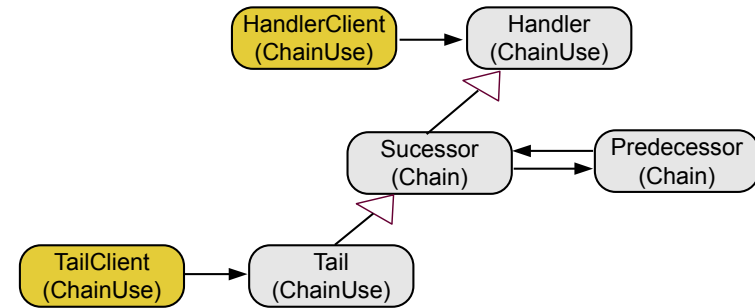 HandlerClient
(ChainUse)
Handler
(ChainUse)
Sucessor
(Chain)
Predecessor
(Chain)
TailClient
(ChainUse)
Tail
(ChainUse)